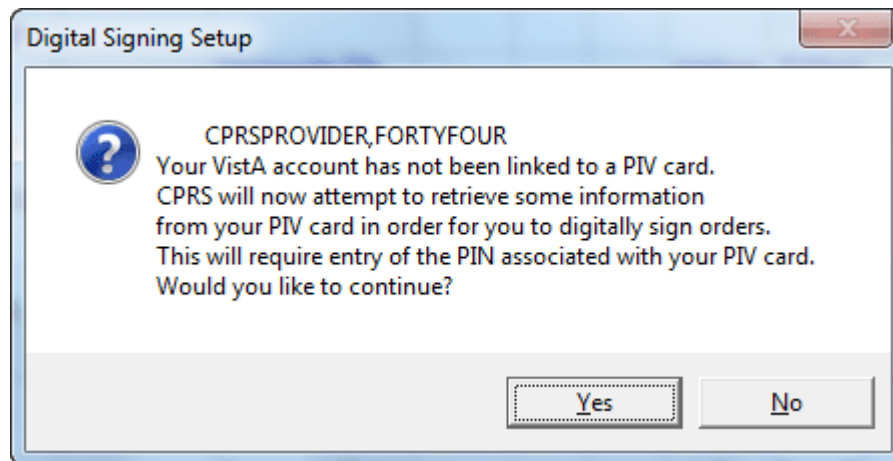 Digital Signing Setup
CPRSPROVIDER,FORTYFOUR
Your VistA account has not been linked to a PIV card.
CPRS will now attempt to retrieve some information
from your PIV card in order for you to digitally sign orders.
This will require entry of the PIN associated with your PIV card.
Would you like to continue?
Yes
No